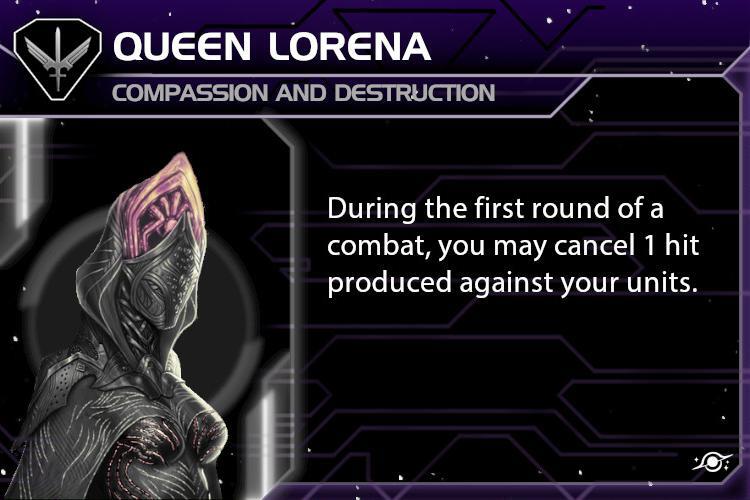 QUEEN LORENA
COMPASSION AND DESTRUCTION
During the first round of a
combat, you may cancel 1 hit
produced against your units.